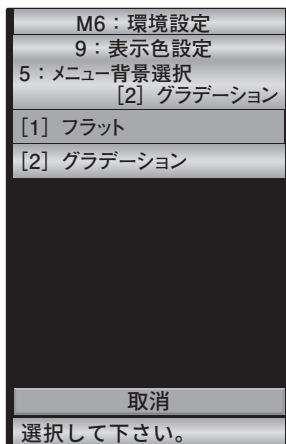 M6：環境設定
9：表示色設定
5：メニュー背景選択
[2] グラデーション
[1] フラット
[2] グラデーション
取消
選択して下さい。